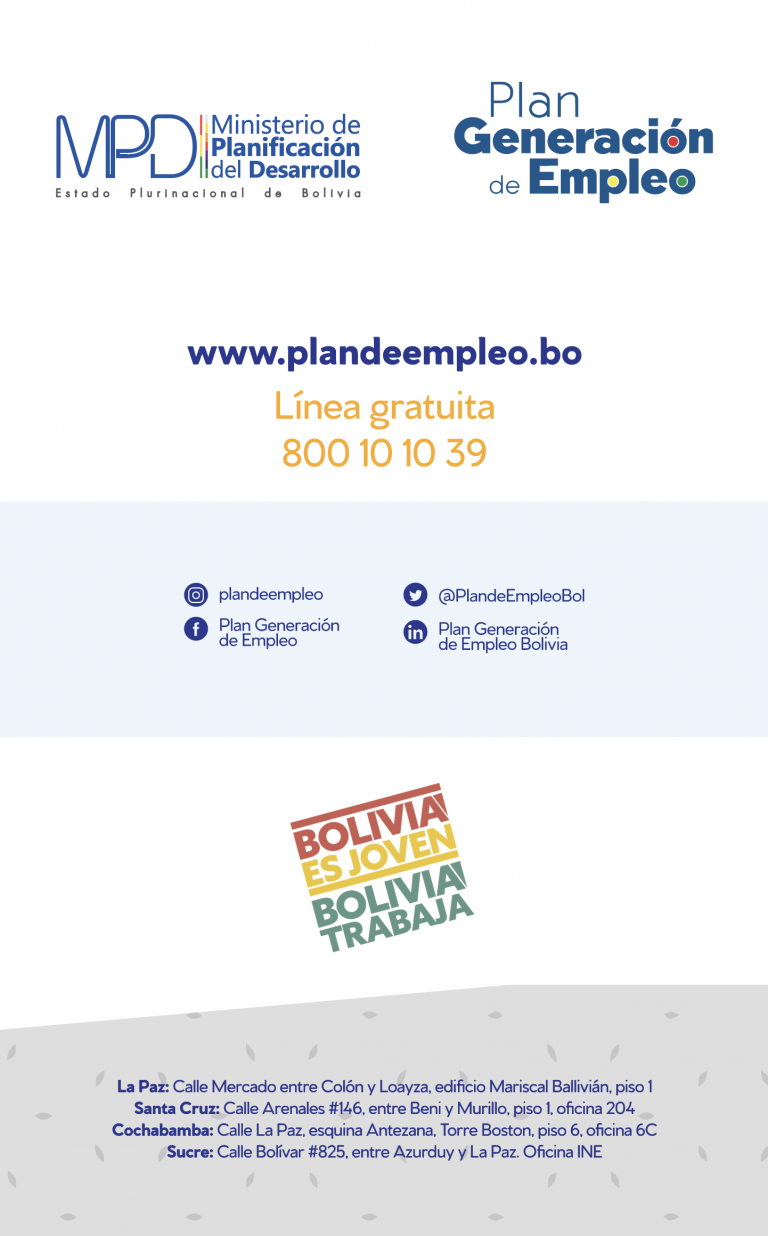 MPD
Ministerio de
Planificación
del Desarrollo
Estado Plurinacional de Bolivia
Plan
Generación
de Empleo
www.plandeempleo.bo
Línea gratuita
800 10 10 39
plandeempleo
@PlandeEmpleoBol
Plan Generación
de Empleo
Plan Generación
de Empleo Bolivia
BOLIVIA
ES JOVEN
BOLIVIA
TRABAJA
La Paz: Calle Mercado entre Colón y Loayza, edificio Mariscal Ballivián, piso 1
Santa Cruz: Calle Arenales #146, entre Beni y Murillo, piso 1, oficina 204
Cochabamba: Calle La Paz, esquina Antezana, Torre Boston, piso 6, oficina 6C
Sucre: Calle Bolívar #825, entre Azurduy y La Paz. Oficina INE